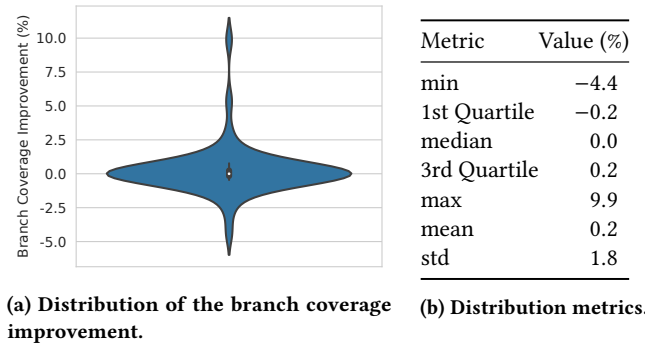 Branch Coverage Improvement (%)
10.0
7.5
5.0
2.5
0.0
-2.5
-5.0
(a) Distribution of the branch coverage
improvement.
Metric Value (%)
min −4.4
1st Quartile −0.2
median 0.0
3rd Quartile 0.2
max 9.9
mean 0.2
std 1.8
(b) Distribution metrics.